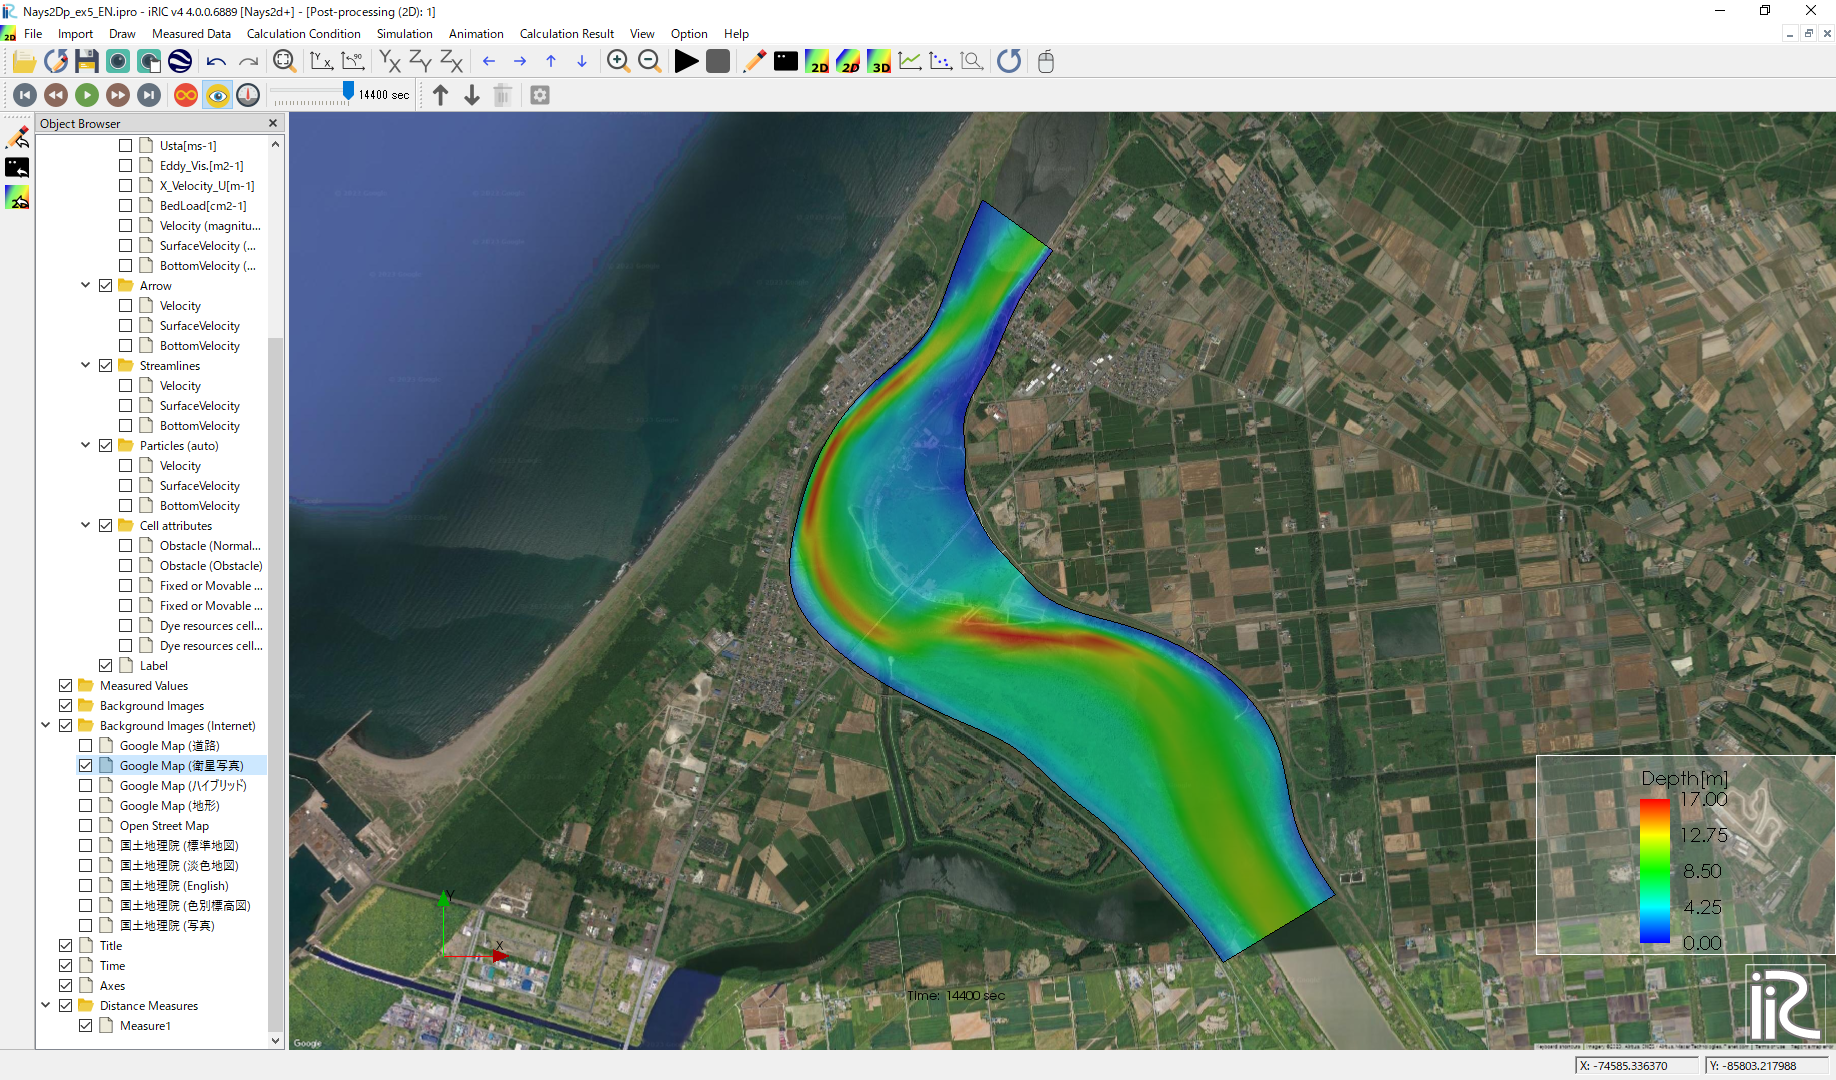 Nays2Dp_ex5_EN.ipro - iRIC v4 4.0.0.6889 [Nays2d+] - [Post-processing (2D): 1]
File Import Draw Measured Data Calculation Condition Simulation Animation Calculation Result View Option Help
2D 2D 3D
14400 sec
Object Browser
Usta[ms-1]
Eddy_Vis.[m2-1]
X_Velocity_U[m-1]
BedLoad[cm2-1]
Velocity (magnitu...
SurfaceVelocity (...
BottomVelocity (...
Arrow
Velocity
SurfaceVelocity
BottomVelocity
Streamlines
Velocity
SurfaceVelocity
BottomVelocity
Particles (auto)
Velocity
SurfaceVelocity
BottomVelocity
Cell attributes
Obstacle (Normal...
Obstacle (Obstacle)
Fixed or Movable ...
Fixed or Movable ...
Dye resources cell...
Dye resources cell...
Label
Measured Values
Background Images
Background Images (Internet)
Google Map (道路)
Google Map (衛星写真)
Google Map (ハイブリッド)
Google Map (地形)
Open Street Map
国土地理院 (標準地図)
国土地理院 (淡色地図)
国土地理院 (English)
国土地理院 (色別標高図)
国土地理院 (写真)
Title
Time
Axes
Distance Measures
Measure1
Y
X
Time: 14400 sec
Google
Depth[m]
17.00
12.75
8.50
4.25
0.00
iRIC
X: -74585.336370
Y: -85803.217988